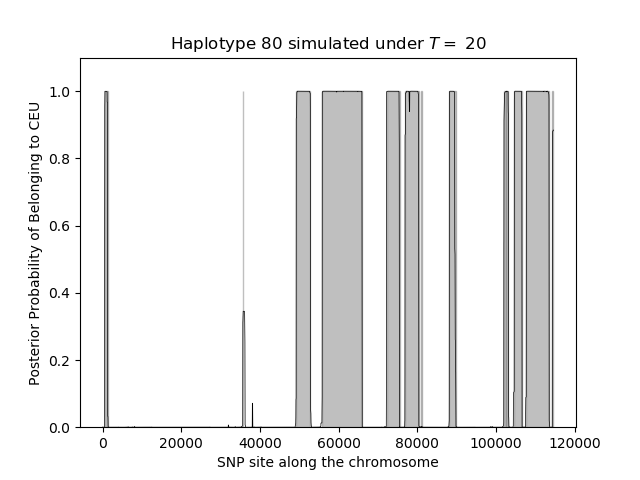 Haplotype 80 simulated under T = 20
Posterior Probability of Belonging to CEU
1.0
0.8
0.6
0.4
0.2
0.0
0 20000 40000 60000 80000 100000 120000
SNP site along the chromosome